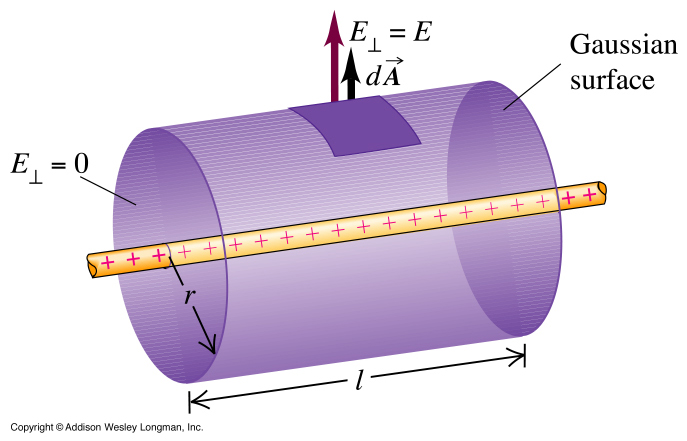 E⊥ = E
dA⃗
Gaussian
surface
E⊥ = 0
+ + + + + + + + + + + + + + + + + + +
r
l
Copyright © Addison Wesley Longman, Inc.